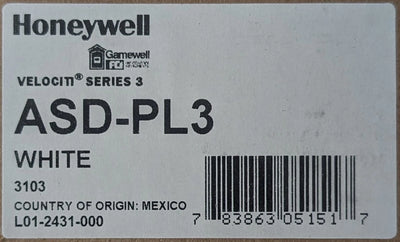 Honeywell
Gamewell
FCI
VELOCITI® SERIES 3
ASD-PL3
WHITE
3103
COUNTRY OF ORIGIN: MEXICO
L01-2431-000
7 83863 05151 7